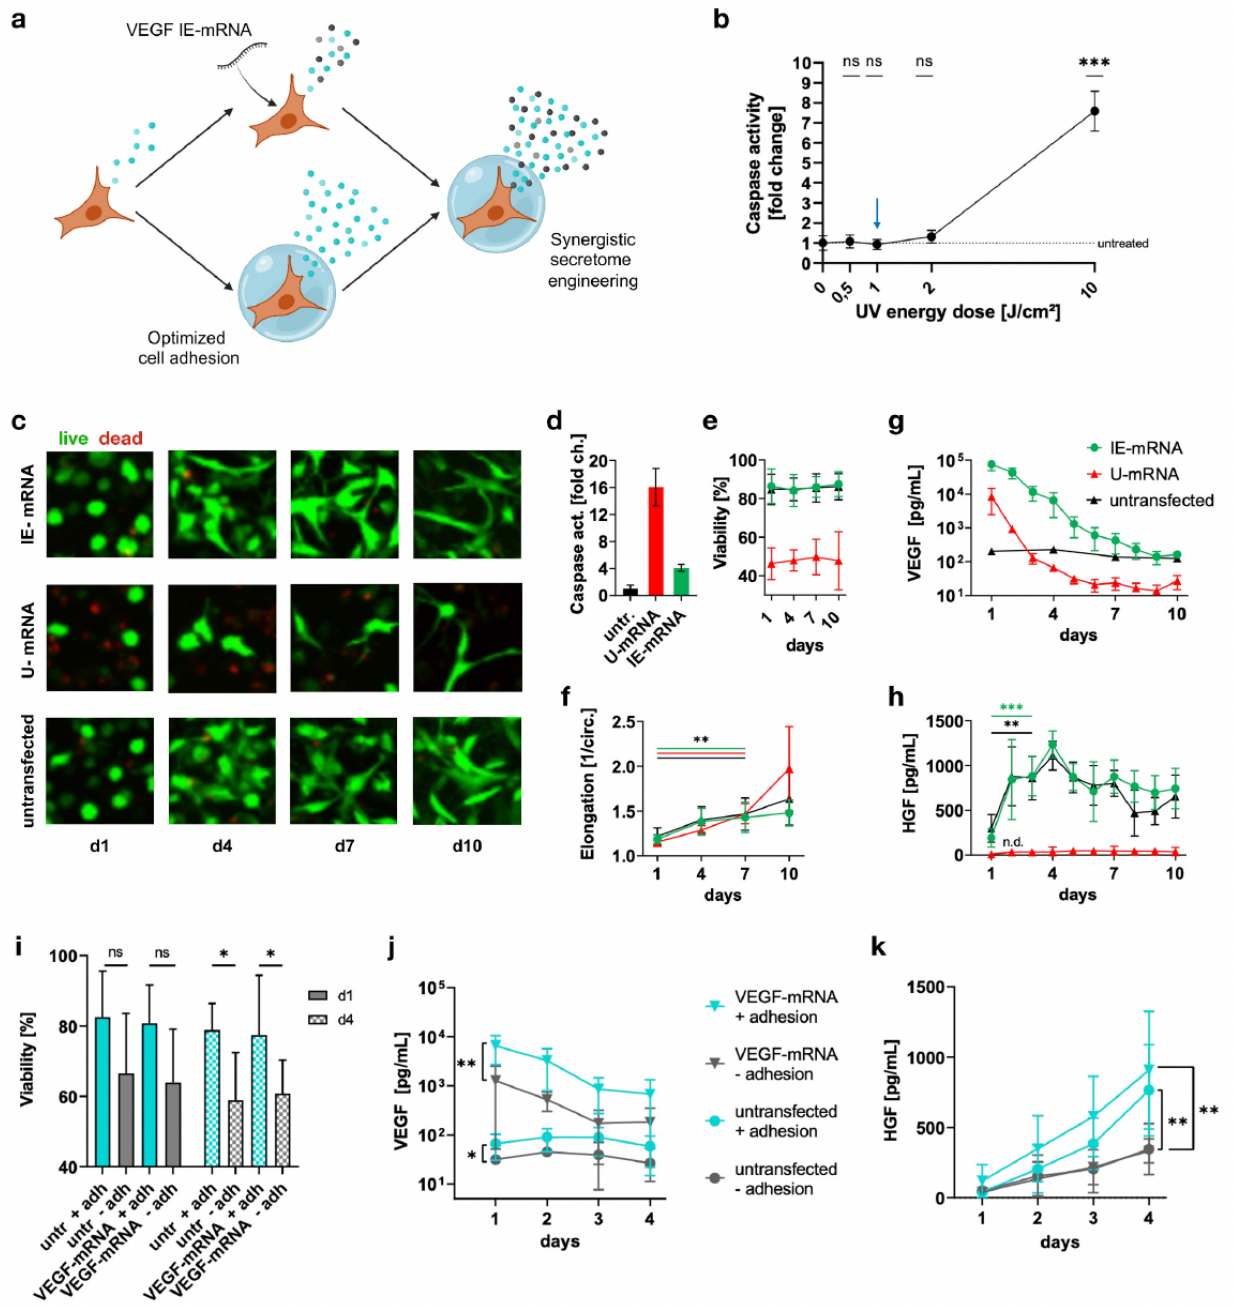 a
VEGF IE-mRNA
Optimized
cell adhesion
Synergistic
secretome
engineering
b
Caspase activity
[fold change]
10
9
8
7
6
5
4
3
2
1
0
ns
ns
ns
***
untreated
0
0,5
1
2
10
UV energy dose [J/cm²]
c
live dead
IE- mRNA
U- mRNA
untransfected
d1
d4
d7
d10
d
Caspase act. [fold ch.]
20
16
12
8
4
0
untr.
U-mRNA
IE-mRNA
e
Viability [%]
100
80
60
40
1
4
7
10
days
f
Elongation [1/circ.]
2.5
2.0
1.5
1.0
**
1
4
7
10
days
g
VEGF [pg/mL]
10⁵
10⁴
10³
10²
10¹
IE-mRNA
U-mRNA
untransfected
1
4
7
10
days
h
HGF [pg/mL]
1500
1000
500
0
***
**
n.d.
1
4
7
10
days
i
Viability [%]
100
80
60
40
ns
ns
*
*
d1
d4
untr + adh
untr - adh
VEGF-mRNA + adh
VEGF-mRNA - adh
untr + adh
untr - adh
VEGF-mRNA + adh
VEGF-mRNA - adh
j
VEGF [pg/mL]
10⁵
10⁴
10³
10²
10¹
**
*
1
2
3
4
days
VEGF-mRNA
+ adhesion
VEGF-mRNA
- adhesion
untransfected
+ adhesion
untransfected
- adhesion
k
HGF [pg/mL]
1500
1000
500
0
**
**
1
2
3
4
days